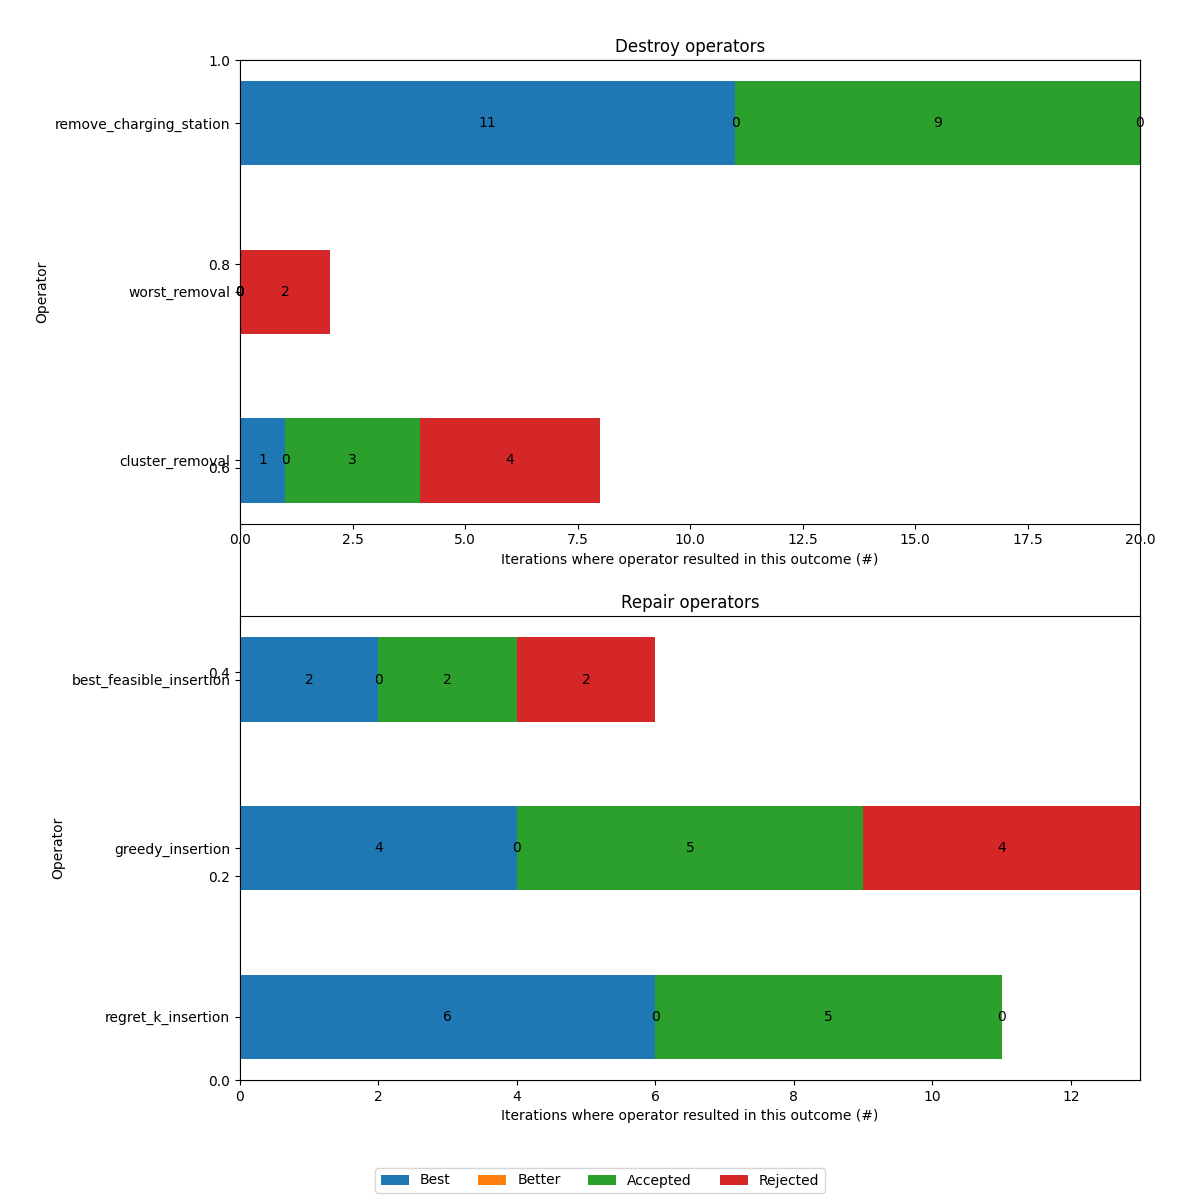 Destroy operators
1.0
remove_charging_station
11
0
9
0
0.8
worst_removal
0
2
Operator
cluster_removal
0.6
1
0
3
4
0.0
2.5
5.0
7.5
10.0
12.5
15.0
17.5
20.0
Iterations where operator resulted in this outcome (#)
Repair operators
0.4
best_feasible_insertion
2
0
2
2
greedy_insertion
4
0
5
4
0.2
Operator
regret_k_insertion
6
0
5
0
0.0
0
2
4
6
8
10
12
Iterations where operator resulted in this outcome (#)
Best
Better
Accepted
Rejected